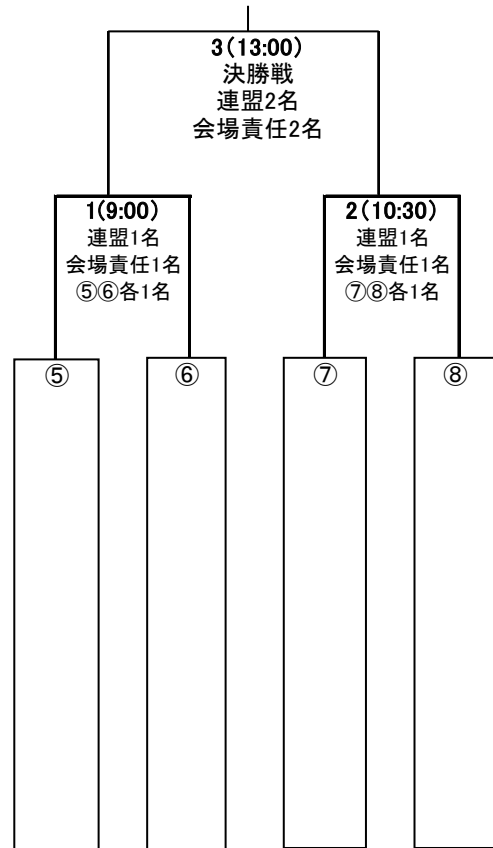 3(13:00)
決勝戦
連盟2名
会場責任2名
1(9:00)
連盟1名
会場責任1名
⑤⑥各1名
2(10:30)
連盟1名
会場責任1名
⑦⑧各1名
⑤
⑥
⑦
⑧